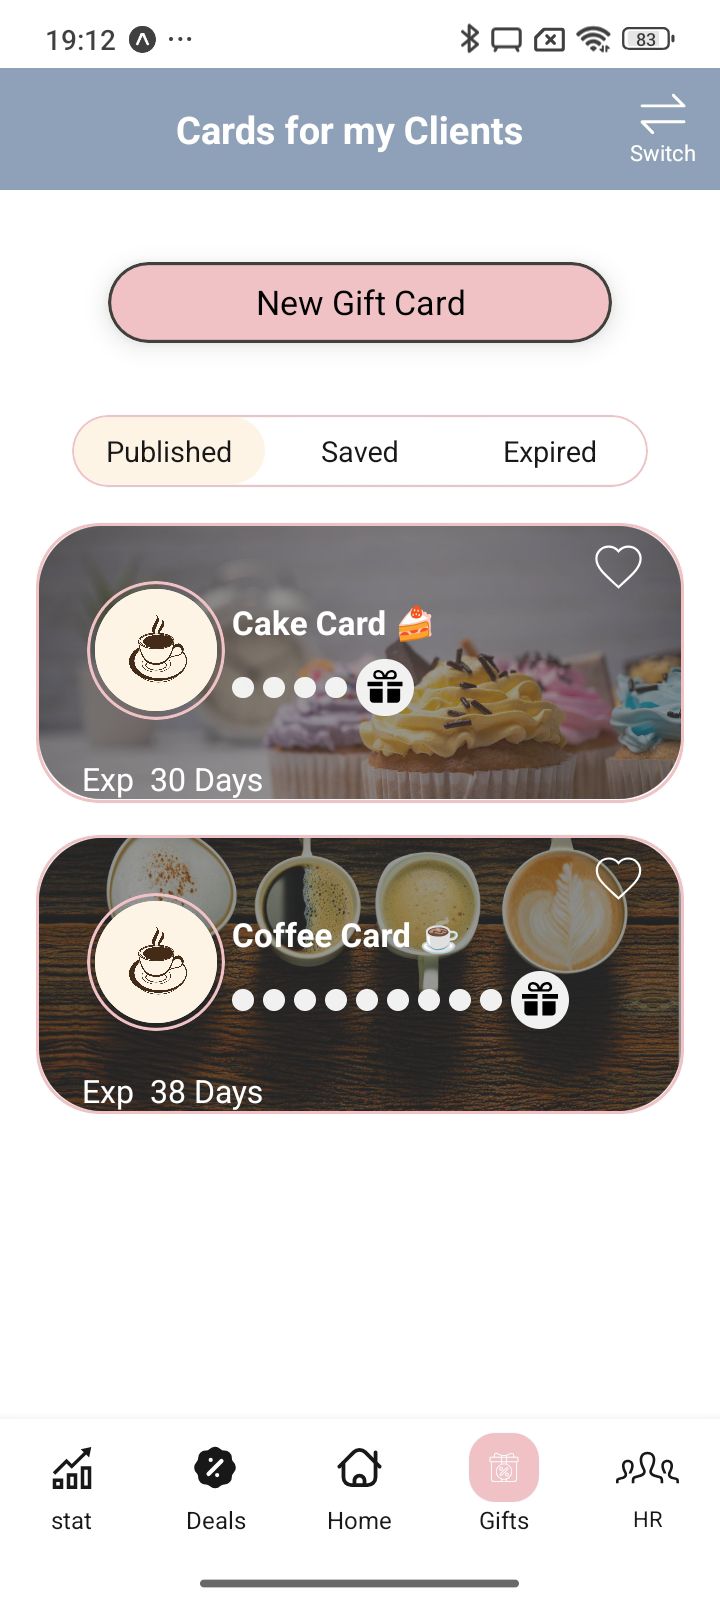 19:12
83
Cards for my Clients
Switch
New Gift Card
Published Saved Expired
Cake Card 🍰
Exp 30 Days
Coffee Card ☕
Exp 38 Days
stat Deals Home Gifts HR